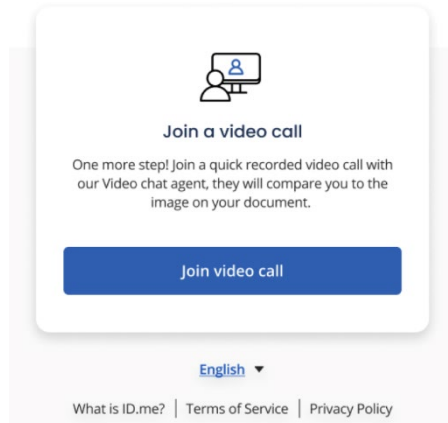 Join a video call
One more step! Join a quick recorded video call with
our Video chat agent, they will compare you to the
image on your document.
Join video call
English
What is ID.me? | Terms of Service | Privacy Policy